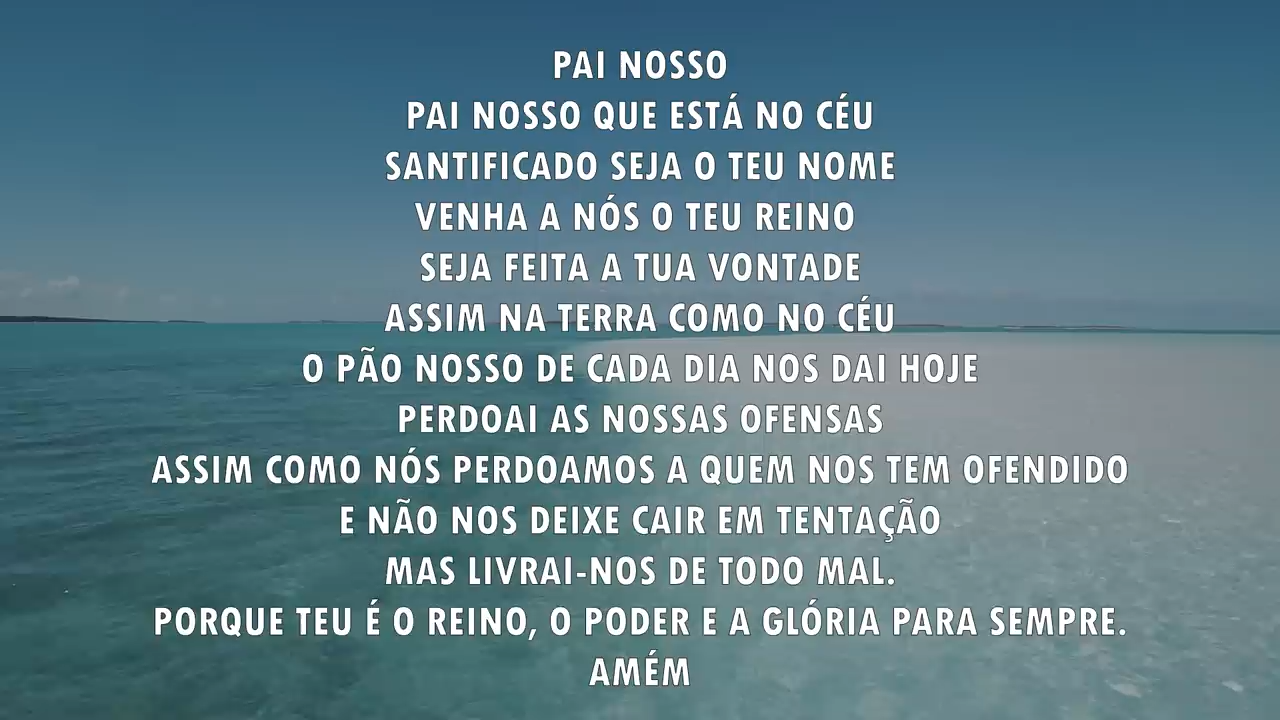 PAI NOSSO
PAI NOSSO QUE ESTÁ NO CÉU
SANTIFICADO SEJA O TEU NOME
VENHA A NÓS O TEU REINO
SEJA FEITA A TUA VONTADE
ASSIM NA TERRA COMO NO CÉU
O PÃO NOSSO DE CADA DIA NOS DAI HOJE
PERDOAI AS NOSSAS OFENSAS
ASSIM COMO NÓS PERDOAMOS A QUEM NOS TEM OFENDIDO
E NÃO NOS DEIXE CAIR EM TENTAÇÃO
MAS LIVRAI-NOS DE TODO MAL.
PORQUE TEU É O REINO, O PODER E A GLÓRIA PARA SEMPRE.
AMÉM